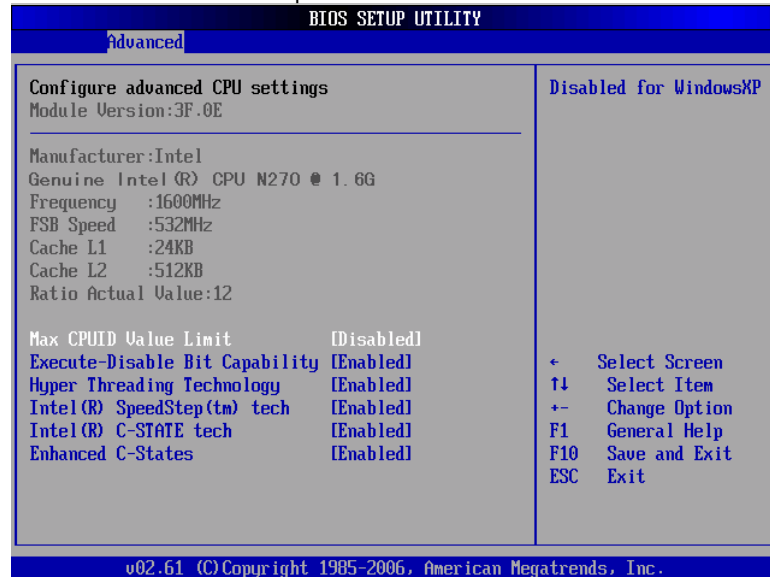 BIOS SETUP UTILITY
Advanced
Configure advanced CPU settings
Module Version:3F.0E
Manufacturer:Intel
Genuine Intel(R) CPU N270 @ 1.6G
Frequency :1600MHz
FSB Speed :532MHz
Cache L1 :24KB
Cache L2 :512KB
Ratio Actual Value:12
Max CPUID Value Limit [Disabled]
Execute-Disable Bit Capability [Enabled]
Hyper Threading Technology [Enabled]
Intel(R) SpeedStep(tm) tech [Enabled]
Intel(R) C-STATE tech [Enabled]
Enhanced C-States [Enabled]
Disabled for WindowsXP
← Select Screen
↑↓ Select Item
+- Change Option
F1 General Help
F10 Save and Exit
ESC Exit
v02.61 (C)Copyright 1985-2006, American Megatrends, Inc.